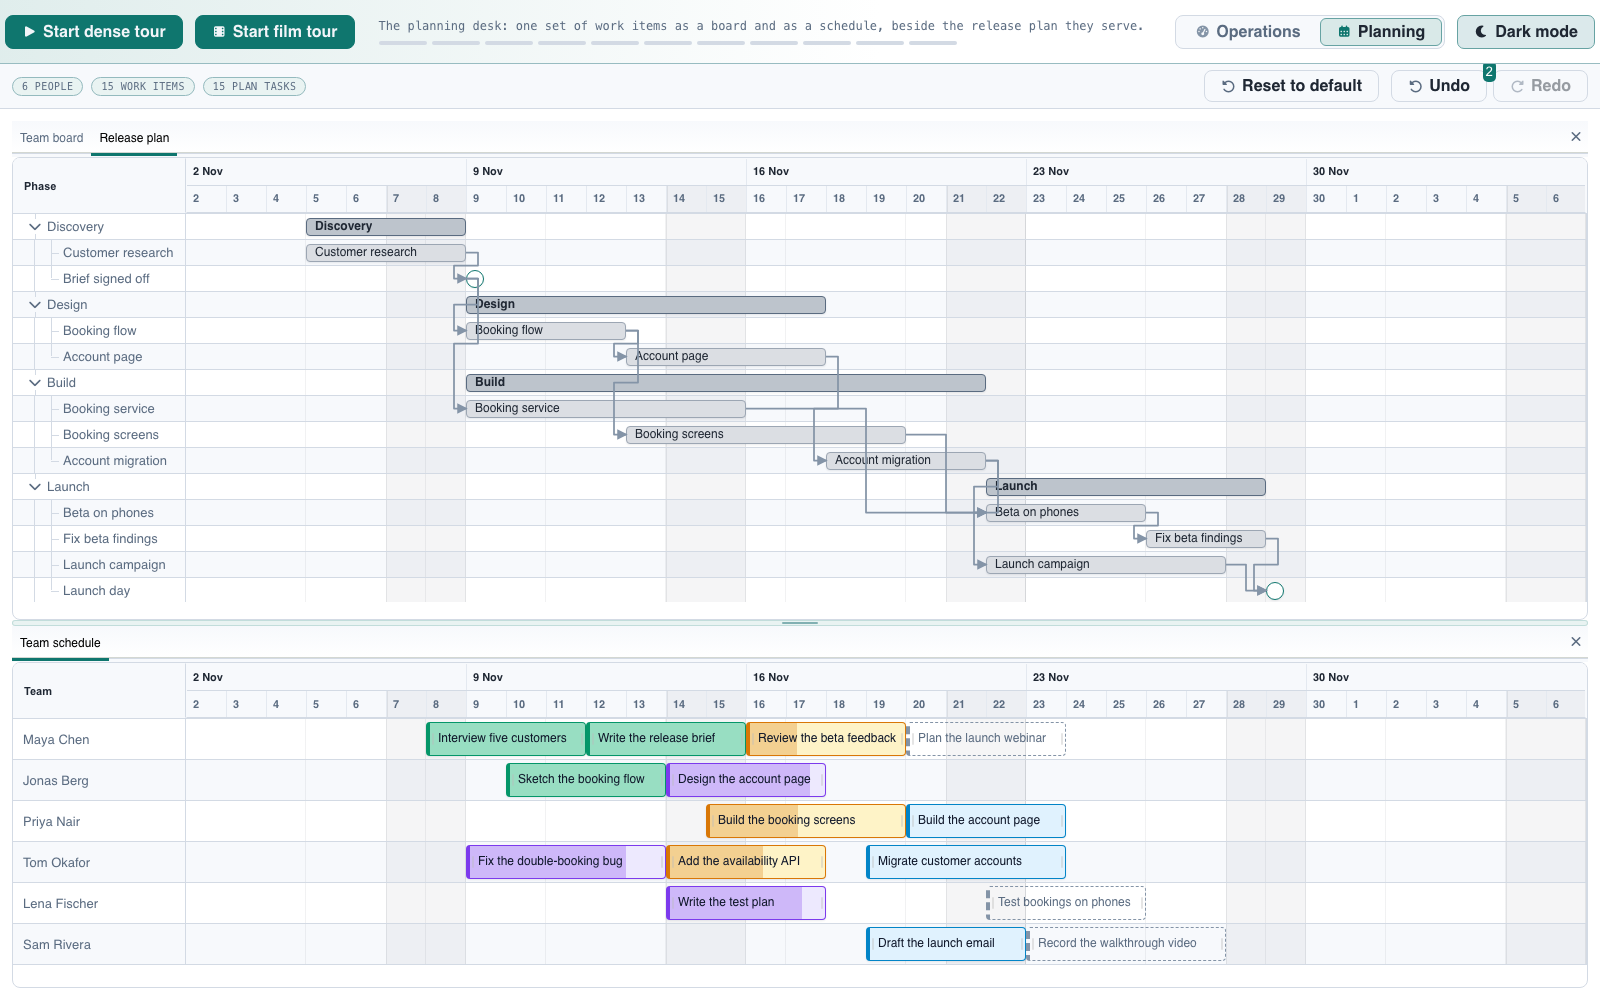 Start dense tour
Start film tour
The planning desk: one set of work items as a board and as a schedule, beside the release plan they serve.
Operations
Planning
Dark mode
6 PEOPLE
15 WORK ITEMS
15 PLAN TASKS
Reset to default
Undo
2
Redo
Team board
Release plan
Phase
2 Nov
9 Nov
16 Nov
23 Nov
30 Nov
2 3 4 5 6 7 8 9 10 11 12 13 14 15 16 17 18 19 20 21 22 23 24 25 26 27 28 29 30 1 2 3 4 5 6
Discovery
Discovery
Customer research
Customer research
Brief signed off
Design
Design
Booking flow
Booking flow
Account page
Account page
Build
Build
Booking service
Booking service
Booking screens
Booking screens
Account migration
Account migration
Launch
Launch
Beta on phones
Beta on phones
Fix beta findings
Fix beta findings
Launch campaign
Launch campaign
Launch day
Team schedule
Team
2 Nov
9 Nov
16 Nov
23 Nov
30 Nov
2 3 4 5 6 7 8 9 10 11 12 13 14 15 16 17 18 19 20 21 22 23 24 25 26 27 28 29 30 1 2 3 4 5 6
Maya Chen
Interview five customers
Write the release brief
Review the beta feedback
Plan the launch webinar
Jonas Berg
Sketch the booking flow
Design the account page
Priya Nair
Build the booking screens
Build the account page
Tom Okafor
Fix the double-booking bug
Add the availability API
Migrate customer accounts
Lena Fischer
Write the test plan
Test bookings on phones
Sam Rivera
Draft the launch email
Record the walkthrough video